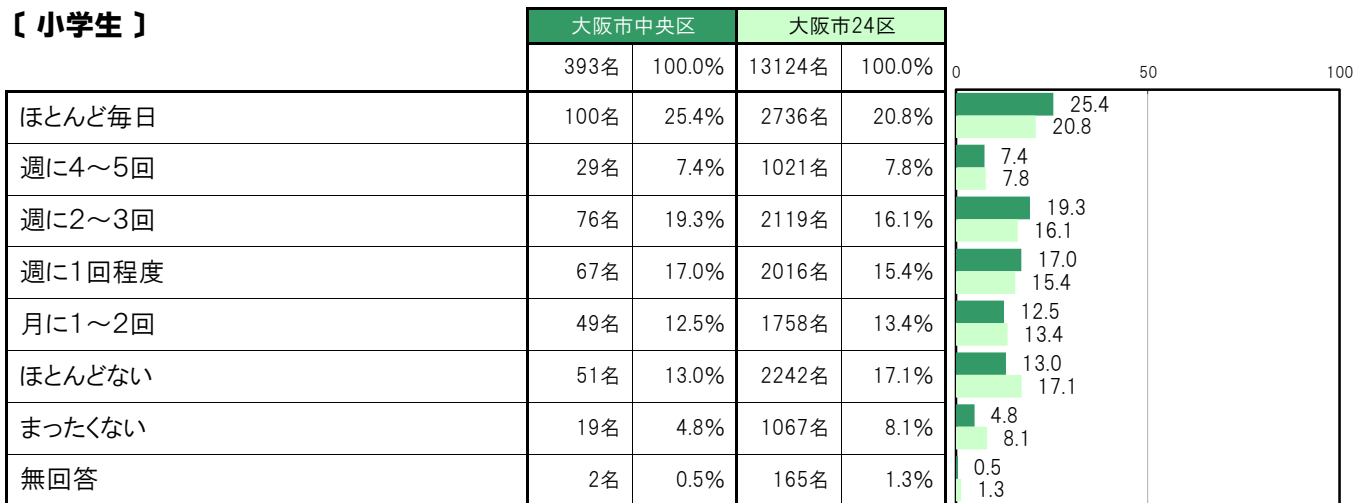 〔 小学生 〕
大阪市中央区 大阪市24区
393名 100.0% 13124名 100.0%
0 50 100
ほとんど毎日 100名 25.4% 2736名 20.8%
25.4
20.8
週に4～5回 29名 7.4% 1021名 7.8%
7.4
7.8
週に2～3回 76名 19.3% 2119名 16.1%
19.3
16.1
週に1回程度 67名 17.0% 2016名 15.4%
17.0
15.4
月に1～2回 49名 12.5% 1758名 13.4%
12.5
13.4
ほとんどない 51名 13.0% 2242名 17.1%
13.0
17.1
まったくない 19名 4.8% 1067名 8.1%
4.8
8.1
無回答 2名 0.5% 165名 1.3%
0.5
1.3